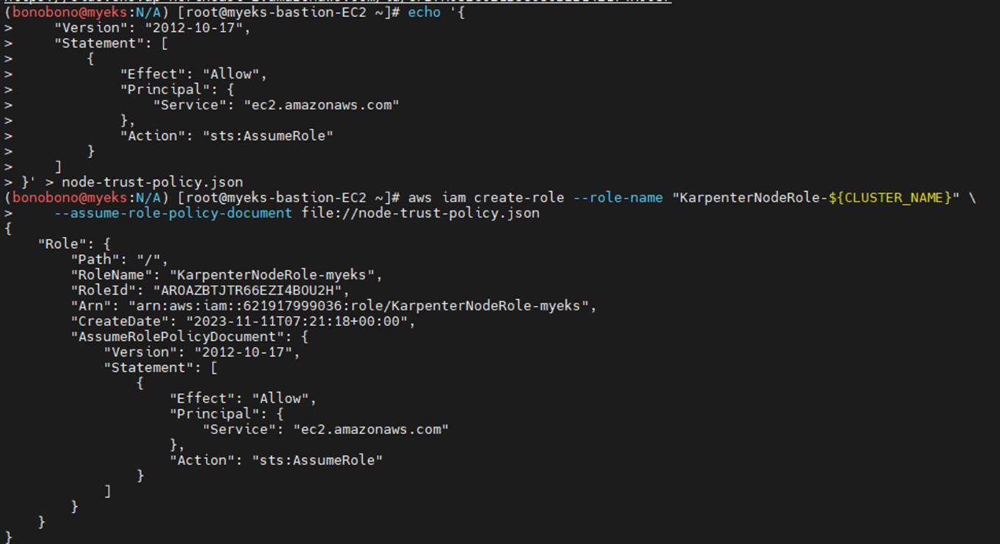 (bonobono@myeks:N/A) [root@myeks-bastion-EC2 ~]# echo '{
>     "Version": "2012-10-17",
>     "Statement": [
>         {
>             "Effect": "Allow",
>             "Principal": {
>                 "Service": "ec2.amazonaws.com"
>             },
>             "Action": "sts:AssumeRole"
>         }
>     ]
> }' > node-trust-policy.json
(bonobono@myeks:N/A) [root@myeks-bastion-EC2 ~]# aws iam create-role --role-name "KarpenterNodeRole-${CLUSTER_NAME}" \
>     --assume-role-policy-document file://node-trust-policy.json
{
    "Role": {
        "Path": "/",
        "RoleName": "KarpenterNodeRole-myeks",
        "RoleId": "AROAZBTJTR66EZI4BOU2H",
        "Arn": "arn:aws:iam::621917999036:role/KarpenterNodeRole-myeks",
        "CreateDate": "2023-11-11T07:21:18+00:00",
        "AssumeRolePolicyDocument": {
            "Version": "2012-10-17",
            "Statement": [
                {
                    "Effect": "Allow",
                    "Principal": {
                        "Service": "ec2.amazonaws.com"
                    },
                    "Action": "sts:AssumeRole"
                }
            ]
        }
    }
}